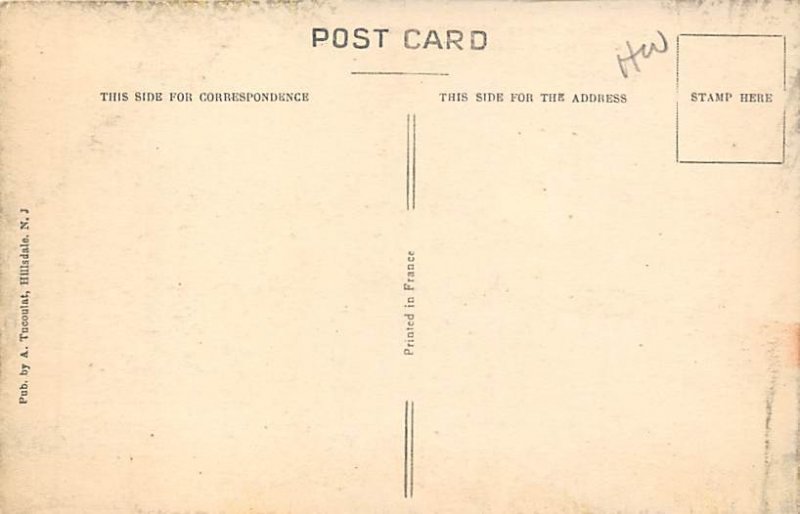 POST CARD
HW
THIS SIDE FOR CORRESPONDENCE
THIS SIDE FOR THE ADDRESS
STAMP HERE
Pub. by A. Tucoulat, Hillsdale. N. J
Printed in France